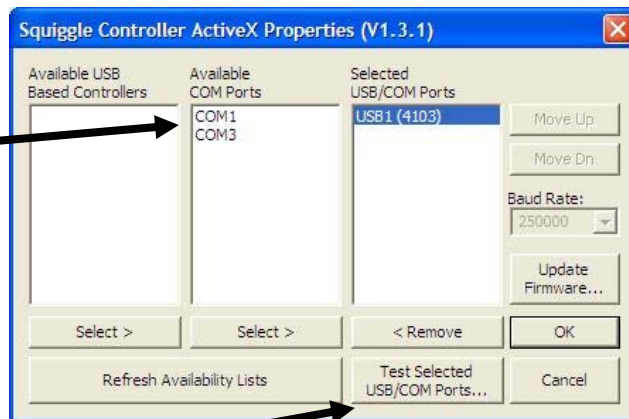 Squiggle Controller ActiveX Properties (V1.3.1)
Available USB
Based Controllers
Available
COM Ports
Selected
USB/COM Ports
COM1
COM3
USB1 (4103)
Move Up
Move Dn
Baud Rate:
250000
Update
Firmware...
Select >
Select >
< Remove
OK
Refresh Availability Lists
Test Selected
USB/COM Ports...
Cancel